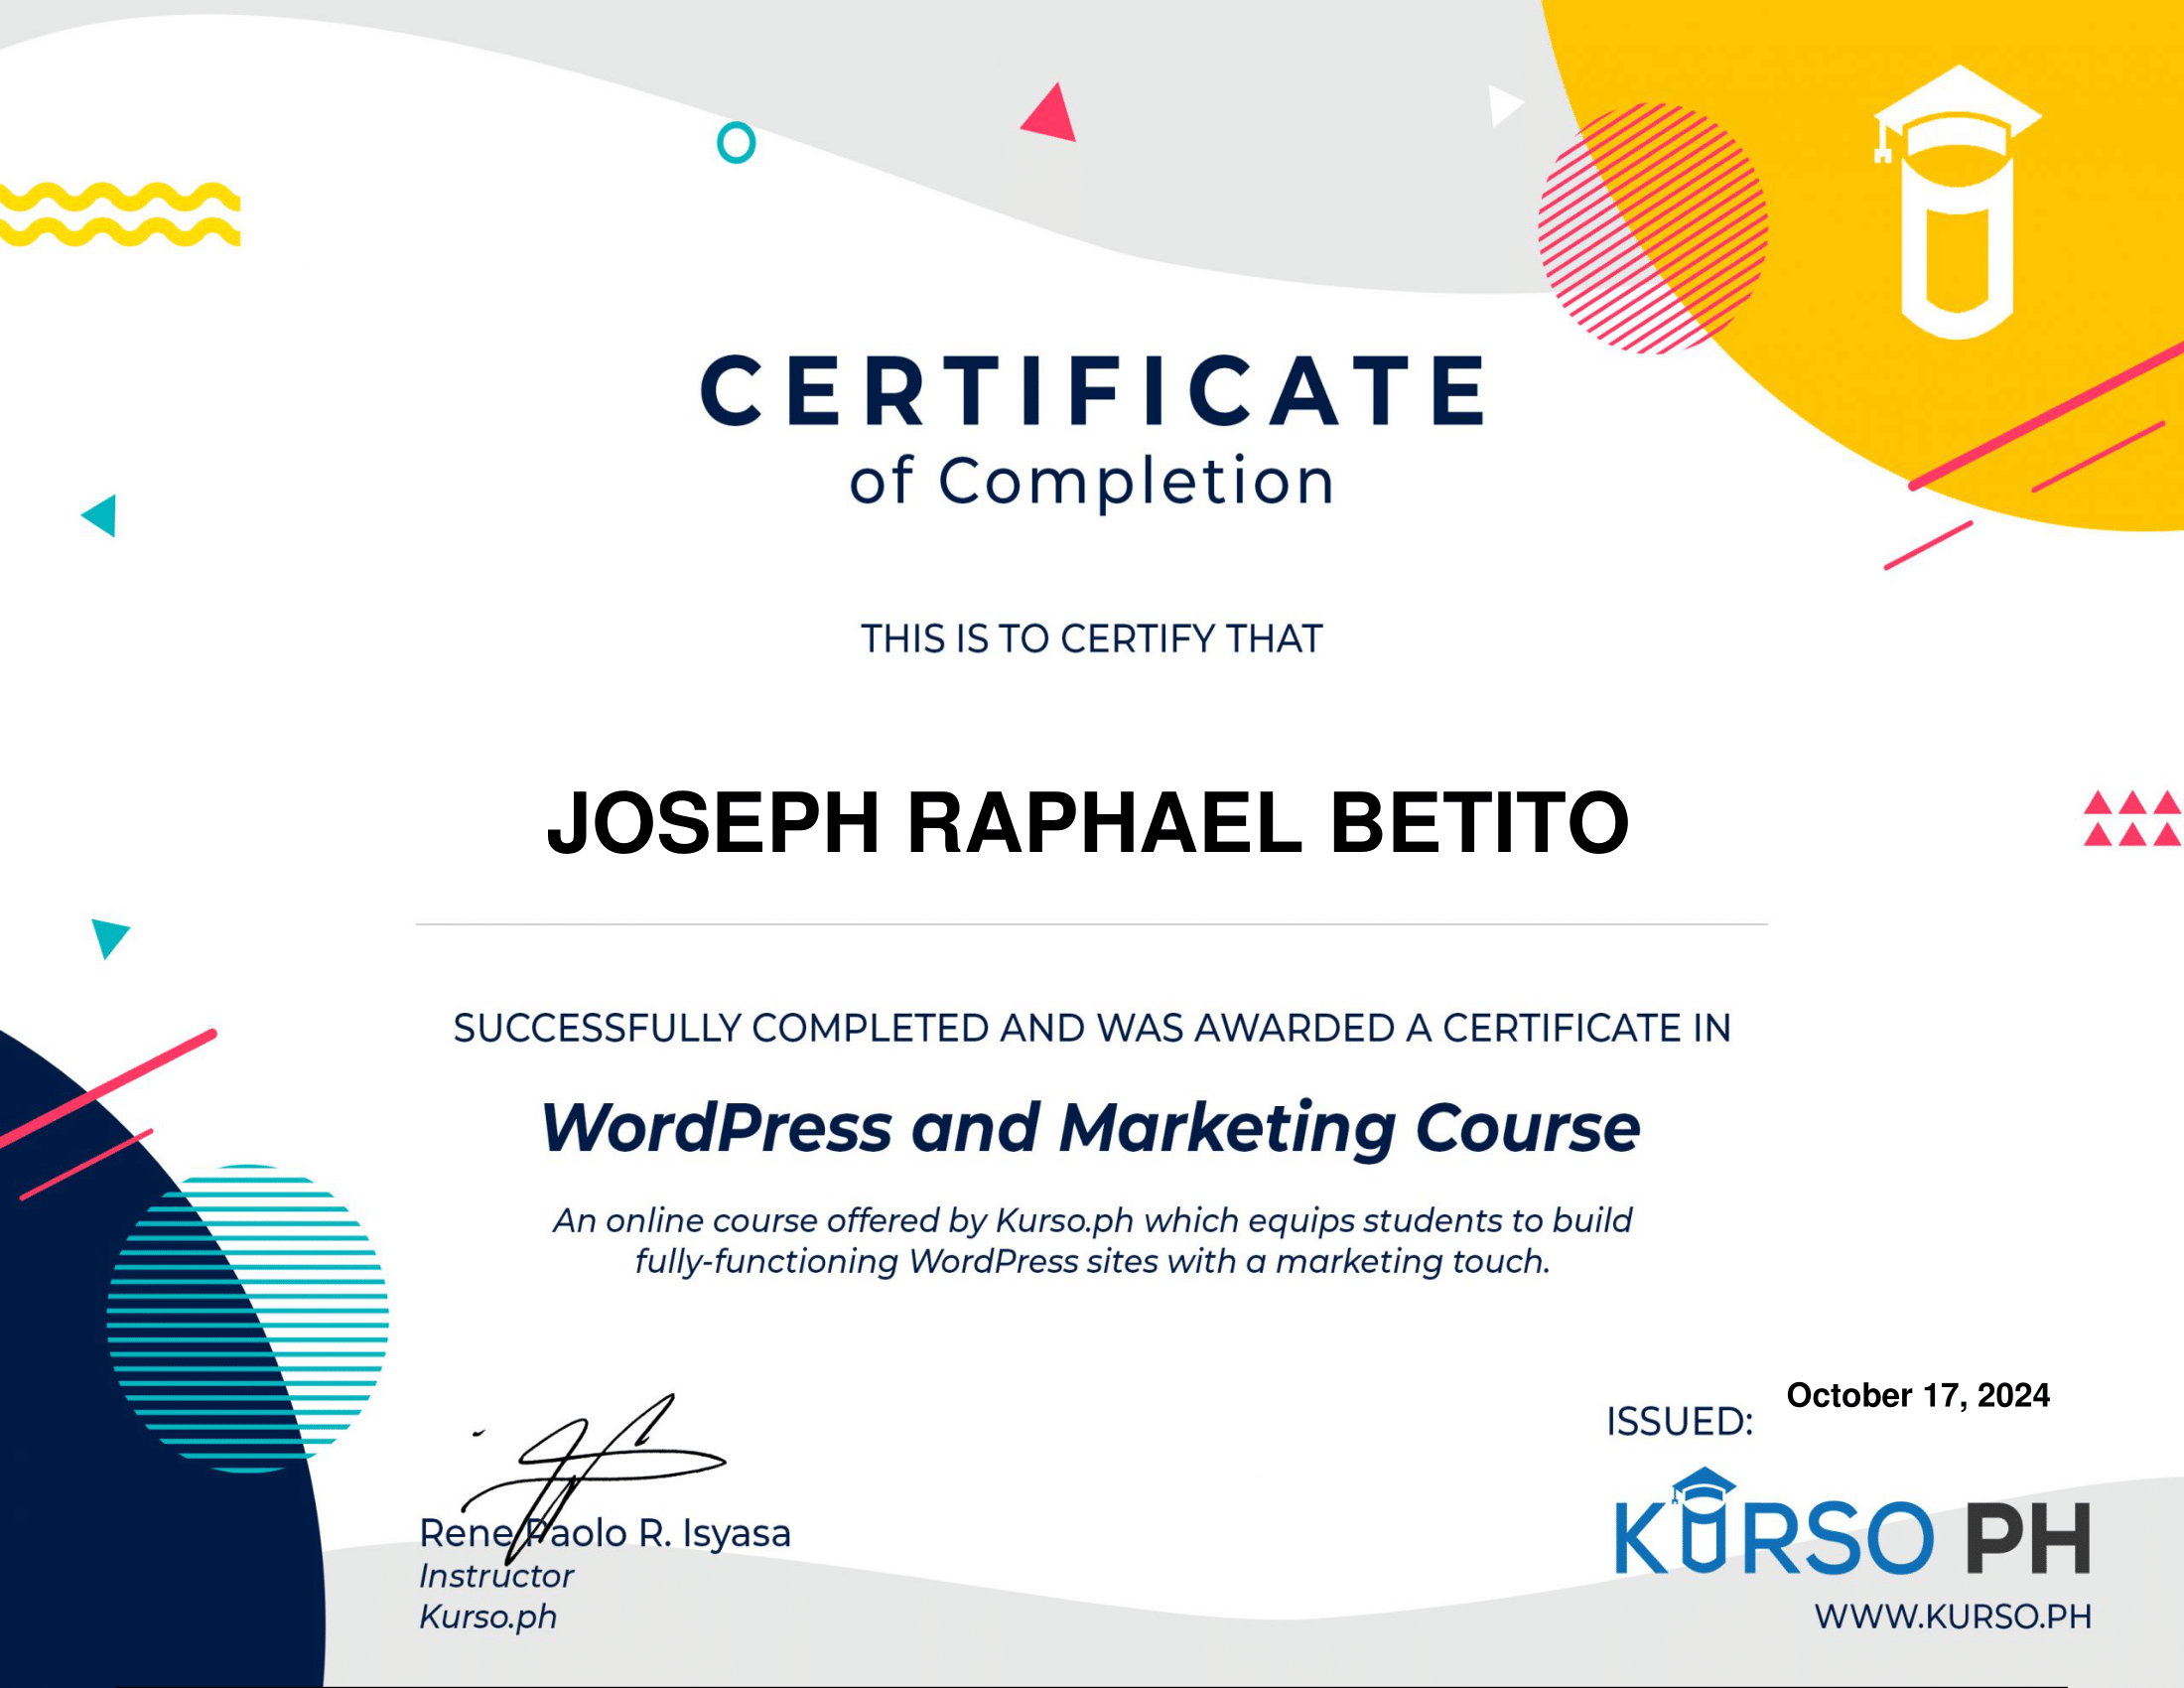 CERTIFICATE
of Completion
THIS IS TO CERTIFY THAT
JOSEPH RAPHAEL BETITO
SUCCESSFULLY COMPLETED AND WAS AWARDED A CERTIFICATE IN
WordPress and Marketing Course
An online course offered by Kurso.ph which equips students to build
fully-functioning WordPress sites with a marketing touch.
Rene Paolo R. Isyasa
Instructor
Kurso.ph
ISSUED: October 17, 2024
KURSO PH
WWW.KURSO.PH